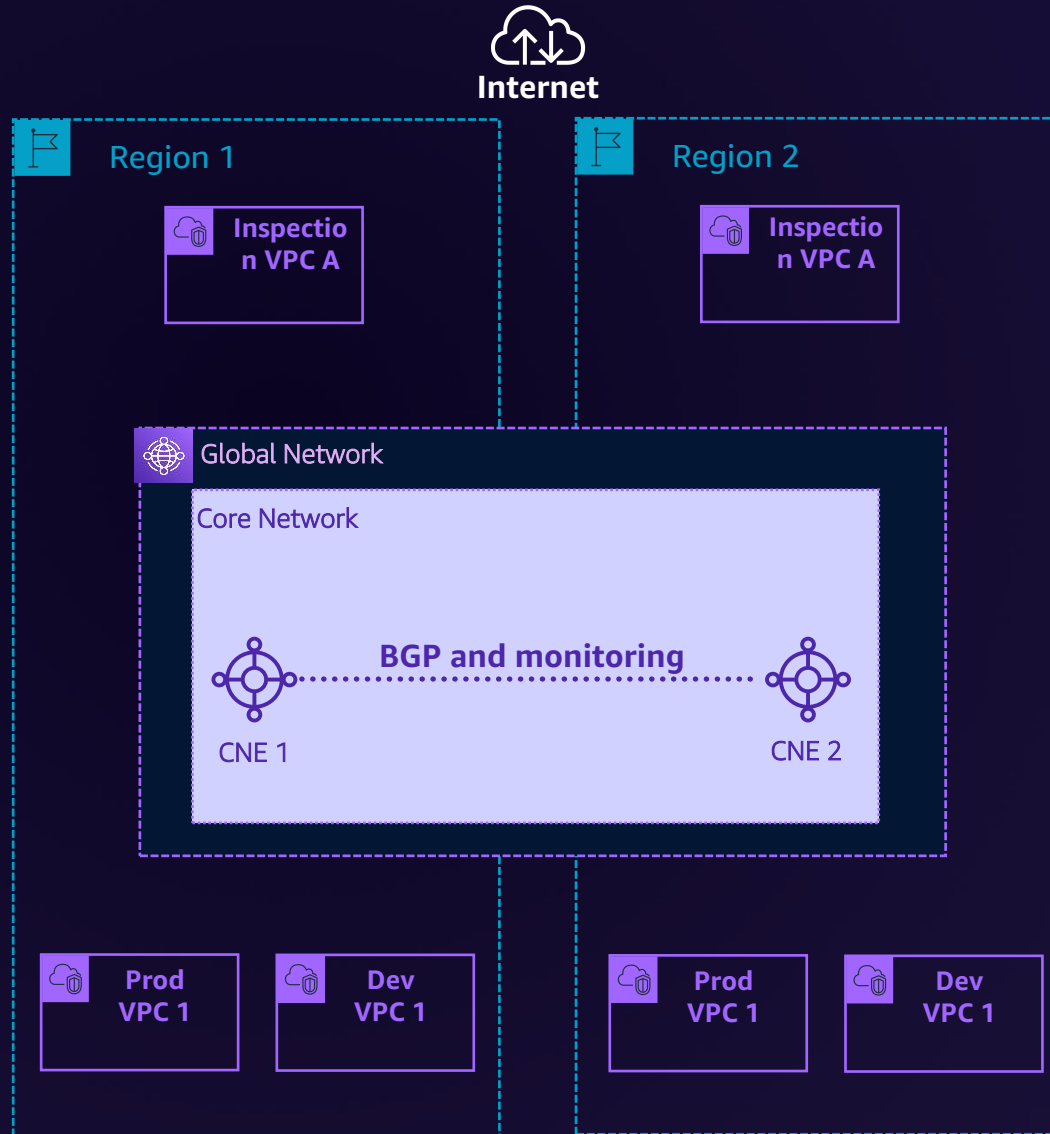 Internet
Region 1
Region 2
Inspectio
n VPC A
Inspectio
n VPC A
Global Network
Core Network
BGP and monitoring
CNE 1
CNE 2
Prod
VPC 1
Dev
VPC 1
Prod
VPC 1
Dev
VPC 1